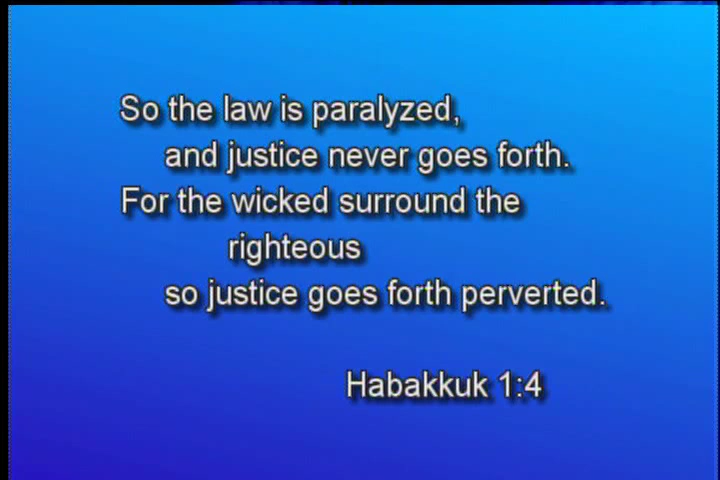 So the law is paralyzed,
and justice never goes forth.
For the wicked surround the
righteous
so justice goes forth perverted.
Habakkuk 1:4